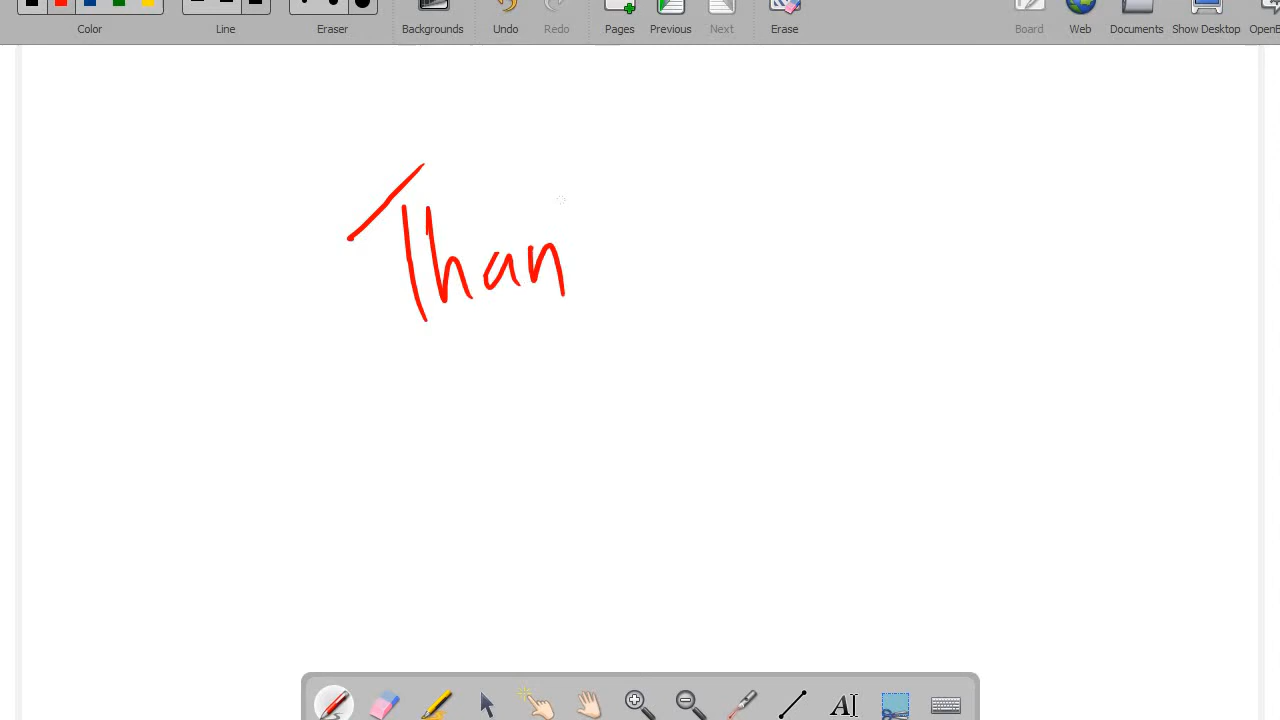 Color Line Eraser Backgrounds Undo Redo Pages Previous Next Erase Board Web Documents Show Desktop
Than
A